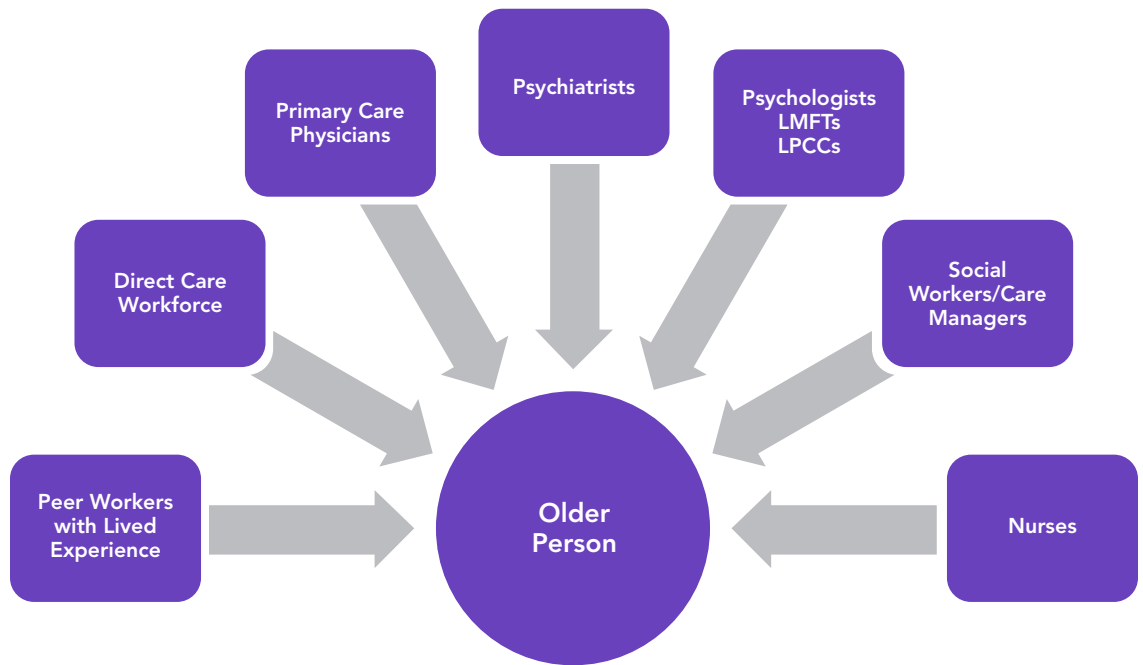 Psychiatrists
Primary Care
Physicians
Psychologists
LMFTs
LPCCs
Direct Care
Workforce
Social
Workers/Care
Managers
Peer Workers
with Lived
Experience
Older
Person
Nurses